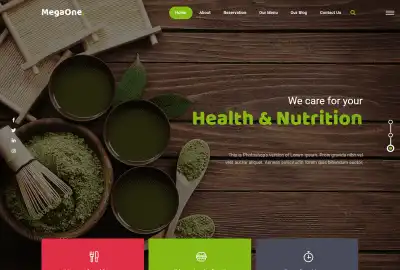 MegaOne
Home
About
Reservation
Our Menu
Our Blog
Contact Us
We care for your
Health & Nutrition
This is Photoshop's version of Lorem Ipsum. Proin gravida nibh vel
velit auctor aliquet. Aenean sollicitudin lorem quis bibendum auctor.